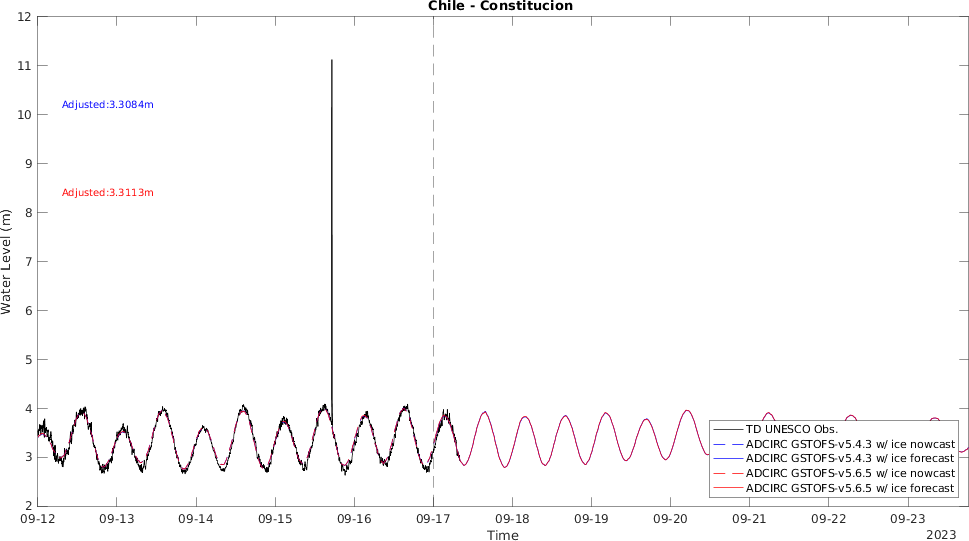 Chile - Constitucion
12
11
10
9
8
7
6
5
4
3
2
Water Level (m)
Adjusted:3.3084m
Adjusted:3.3113m
TD UNESCO Obs.
ADCIRC GSTOFS-v5.4.3 w/ ice nowcast
ADCIRC GSTOFS-v5.4.3 w/ ice forecast
ADCIRC GSTOFS-v5.6.5 w/ ice nowcast
ADCIRC GSTOFS-v5.6.5 w/ ice forecast
09-12 09-13 09-14 09-15 09-16 09-17 09-18 09-19 09-20 09-21 09-22 09-23
Time
2023